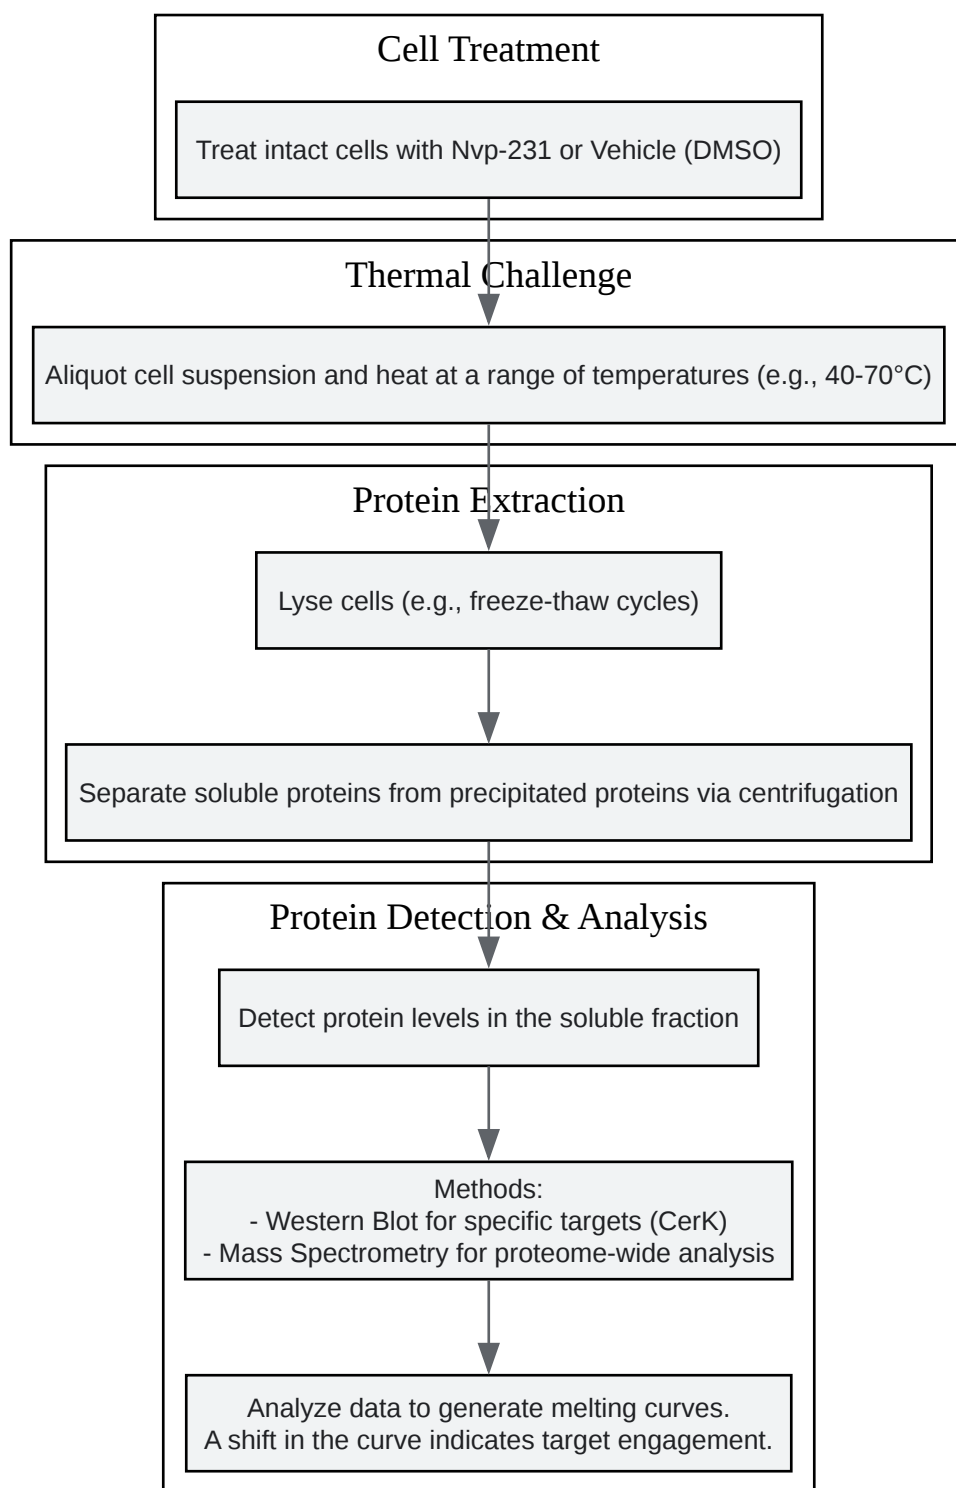 Cell Treatment
Treat intact cells with Nvp-231 or Vehicle (DMSO)
Thermal Challenge
Aliquot cell suspension and heat at a range of temperatures (e.g., 40-70°C)
Protein Extraction
Lyse cells (e.g., freeze-thaw cycles)
Separate soluble proteins from precipitated proteins via centrifugation
Protein Detection & Analysis
Detect protein levels in the soluble fraction
Methods:
- Western Blot for specific targets (CerK)
- Mass Spectrometry for proteome-wide analysis
Analyze data to generate melting curves.
A shift in the curve indicates target engagement.